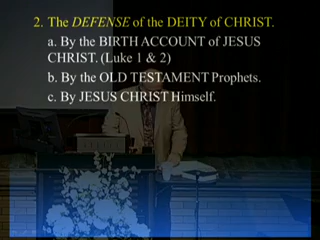 2. The DEFENSE of the DEITY of CHRIST.
a. By the BIRTH ACCOUNT of JESUS
CHRIST. (Luke 1 & 2)
b. By the OLD TESTAMENT Prophets.
c. By JESUS CHRIST Himself.